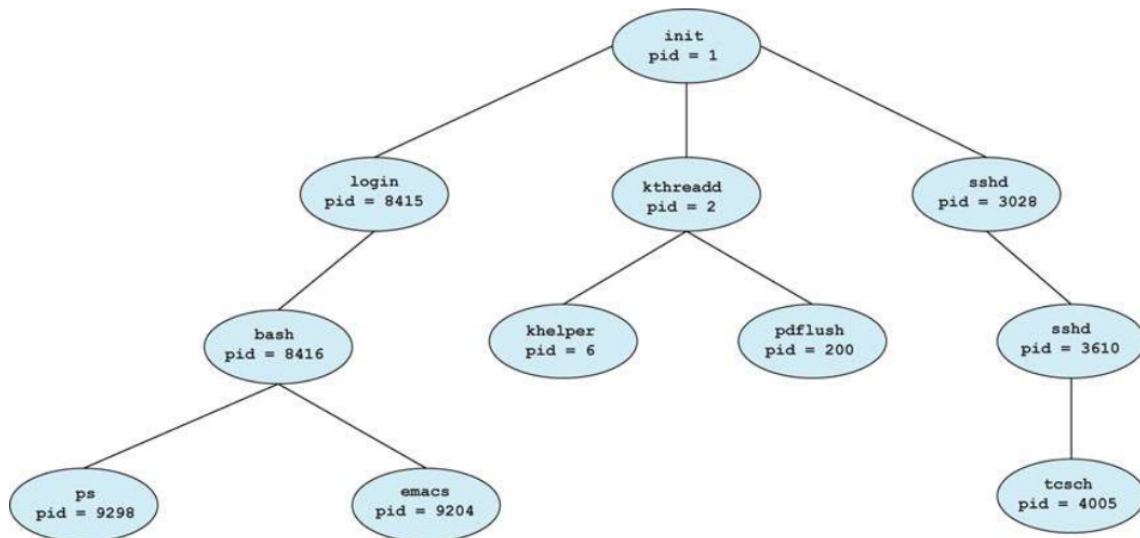 init
pid = 1
login
pid = 8415
kthreadd
pid = 2
sshd
pid = 3028
bash
pid = 8416
khelper
pid = 6
pdflush
pid = 200
sshd
pid = 3610
ps
pid = 9298
emacs
pid = 9204
tcsch
pid = 4005